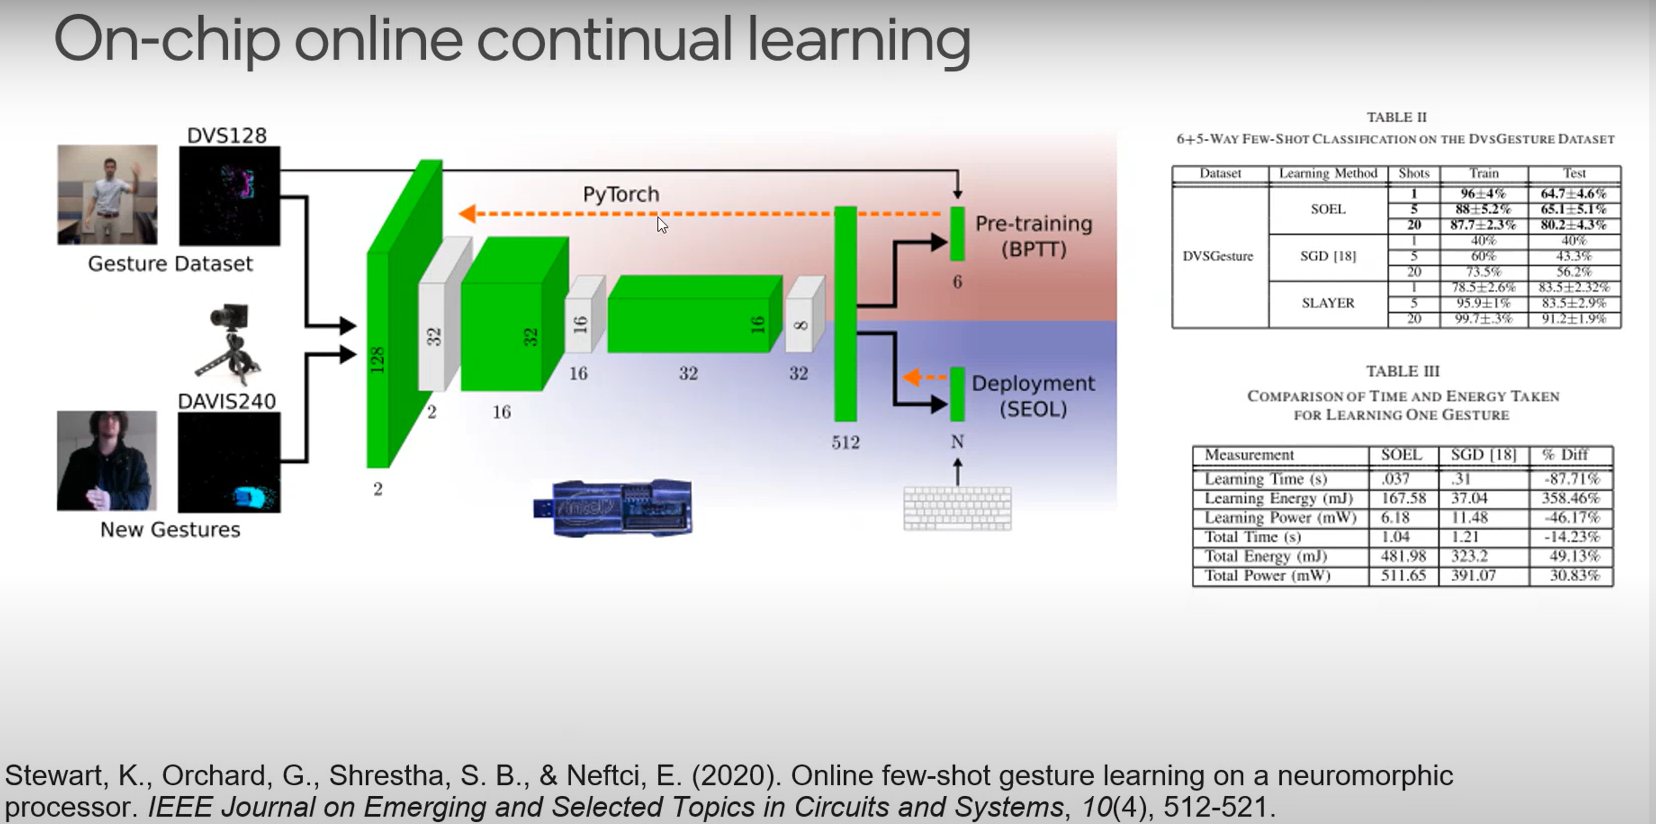 On-chip online continual learning
DVS128
Gesture Dataset
DAVIS240
New Gestures
128
2
32
2
32
16
16
16
16
32
8
32
512
PyTorch
Pre-training
(BPTT)
6
Deployment
(SEOL)
N
TABLE II
6+5-WAY FEW-SHOT CLASSIFICATION ON THE DVSGESTURE DATASET
Dataset Learning Method Shots Train Test
DVSGesture
SOEL
1 96±4% 64.7±4.6%
5 88±5.2% 65.1±5.1%
20 87.7±2.3% 80.2±4.3%
SGD [18]
1 40% 40%
5 60% 43.3%
20 73.5% 56.2%
SLAYER
1 78.5±2.6% 83.5±2.32%
5 95.9±1% 83.5±2.9%
20 99.7±.3% 91.2±1.9%
TABLE III
COMPARISON OF TIME AND ENERGY TAKEN
FOR LEARNING ONE GESTURE
Measurement SOEL SGD [18] % Diff
Learning Time (s) .037 .31 -87.71%
Learning Energy (mJ) 167.58 37.04 358.46%
Learning Power (mW) 6.18 11.48 -46.17%
Total Time (s) 1.04 1.21 -14.23%
Total Energy (mJ) 481.98 323.2 49.13%
Total Power (mW) 511.65 391.07 30.83%
Stewart, K., Orchard, G., Shrestha, S. B., & Neftci, E. (2020). Online few-shot gesture learning on a neuromorphic
processor. IEEE Journal on Emerging and Selected Topics in Circuits and Systems, 10(4), 512-521.